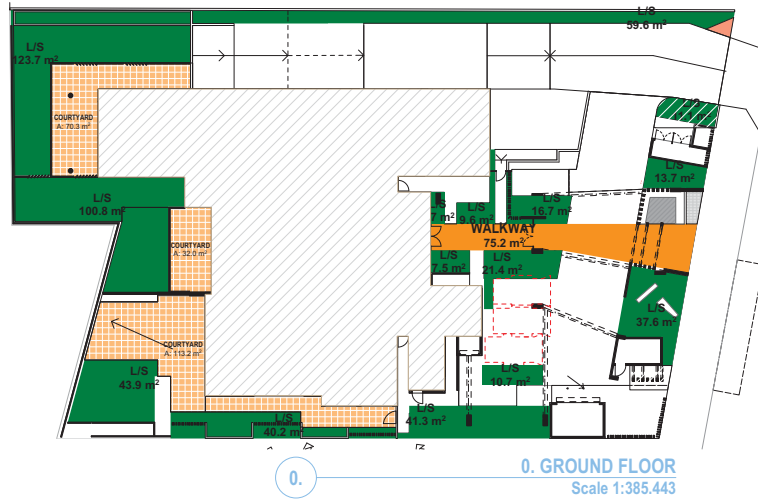 L/S
59.6 m²
L/S
123.7 m²
COURTYARD
A: 70.3 m²
L/S
L/S
13.7 m²
L/S
100.8 m²
L/S
7 m²
L/S
9.6 m²
L/S
16.7 m²
WALKWAY
75.2 m²
COURTYARD
A: 32.0 m²
L/S
7.5 m²
L/S
21.4 m²
L/S
37.6 m²
COURTYARD
A: 113.2 m²
L/S
43.9 m²
L/S
10.7 m²
L/S
41.3 m²
L/S
40.2 m²
0.
0. GROUND FLOOR
Scale 1:385.443